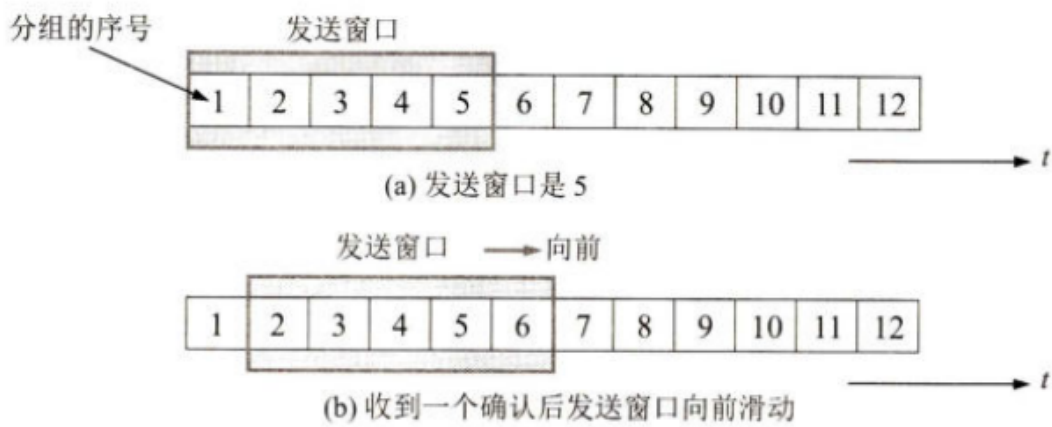 分组的序号
发送窗口
1 2 3 4 5 6 7 8 9 10 11 12
t
(a) 发送窗口是 5
发送窗口 向前
1 2 3 4 5 6 7 8 9 10 11 12
t
(b) 收到一个确认后发送窗口向前滑动